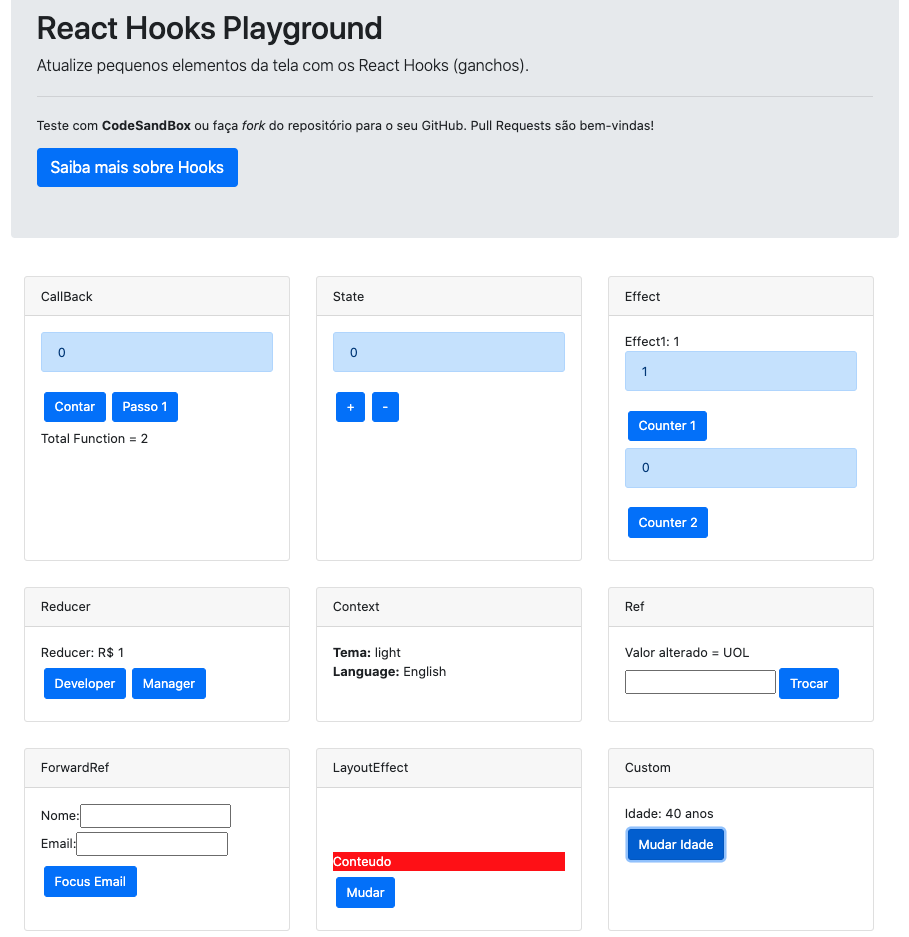 React Hooks Playground
Atualize pequenos elementos da tela com os React Hooks (ganchos).
Teste com CodeSandBox ou faça fork do repositório para o seu GitHub. Pull Requests são bem-vindas!
Saiba mais sobre Hooks
CallBack
0
Contar Passo 1
Total Function = 2
State
0
+ -
Effect
Effect1: 1
1
Counter 1
0
Counter 2
Reducer
Reducer: R$ 1
Developer Manager
Context
Tema: light
Language: English
Ref
Valor alterado = UOL
Trocar
ForwardRef
Nome:
Email:
Focus Email
LayoutEffect
Conteudo
Mudar
Custom
Idade: 40 anos
Mudar Idade